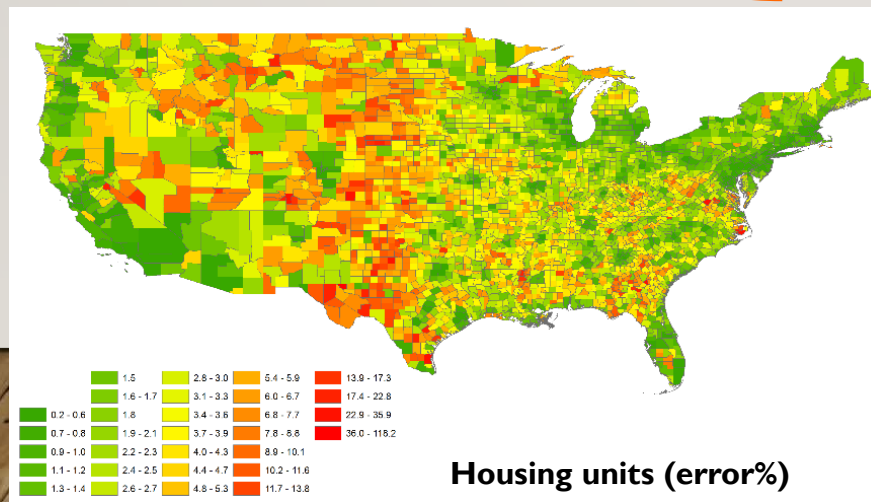 1.5
1.6 - 1.7
0.2 - 0.6
1.8
0.7 - 0.8
1.9 - 2.1
0.9 - 1.0
2.2 - 2.3
1.1 - 1.2
2.4 - 2.5
1.3 - 1.4
2.6 - 2.7
2.8 - 3.0
3.1 - 3.3
3.4 - 3.6
3.7 - 3.9
4.0 - 4.3
4.4 - 4.7
4.8 - 5.3
5.4 - 5.9
6.0 - 6.7
6.8 - 7.7
7.8 - 8.8
8.9 - 10.1
10.2 - 11.6
11.7 - 13.8
13.9 - 17.3
17.4 - 22.8
22.9 - 35.9
36.0 - 118.2
Housing units (error%)